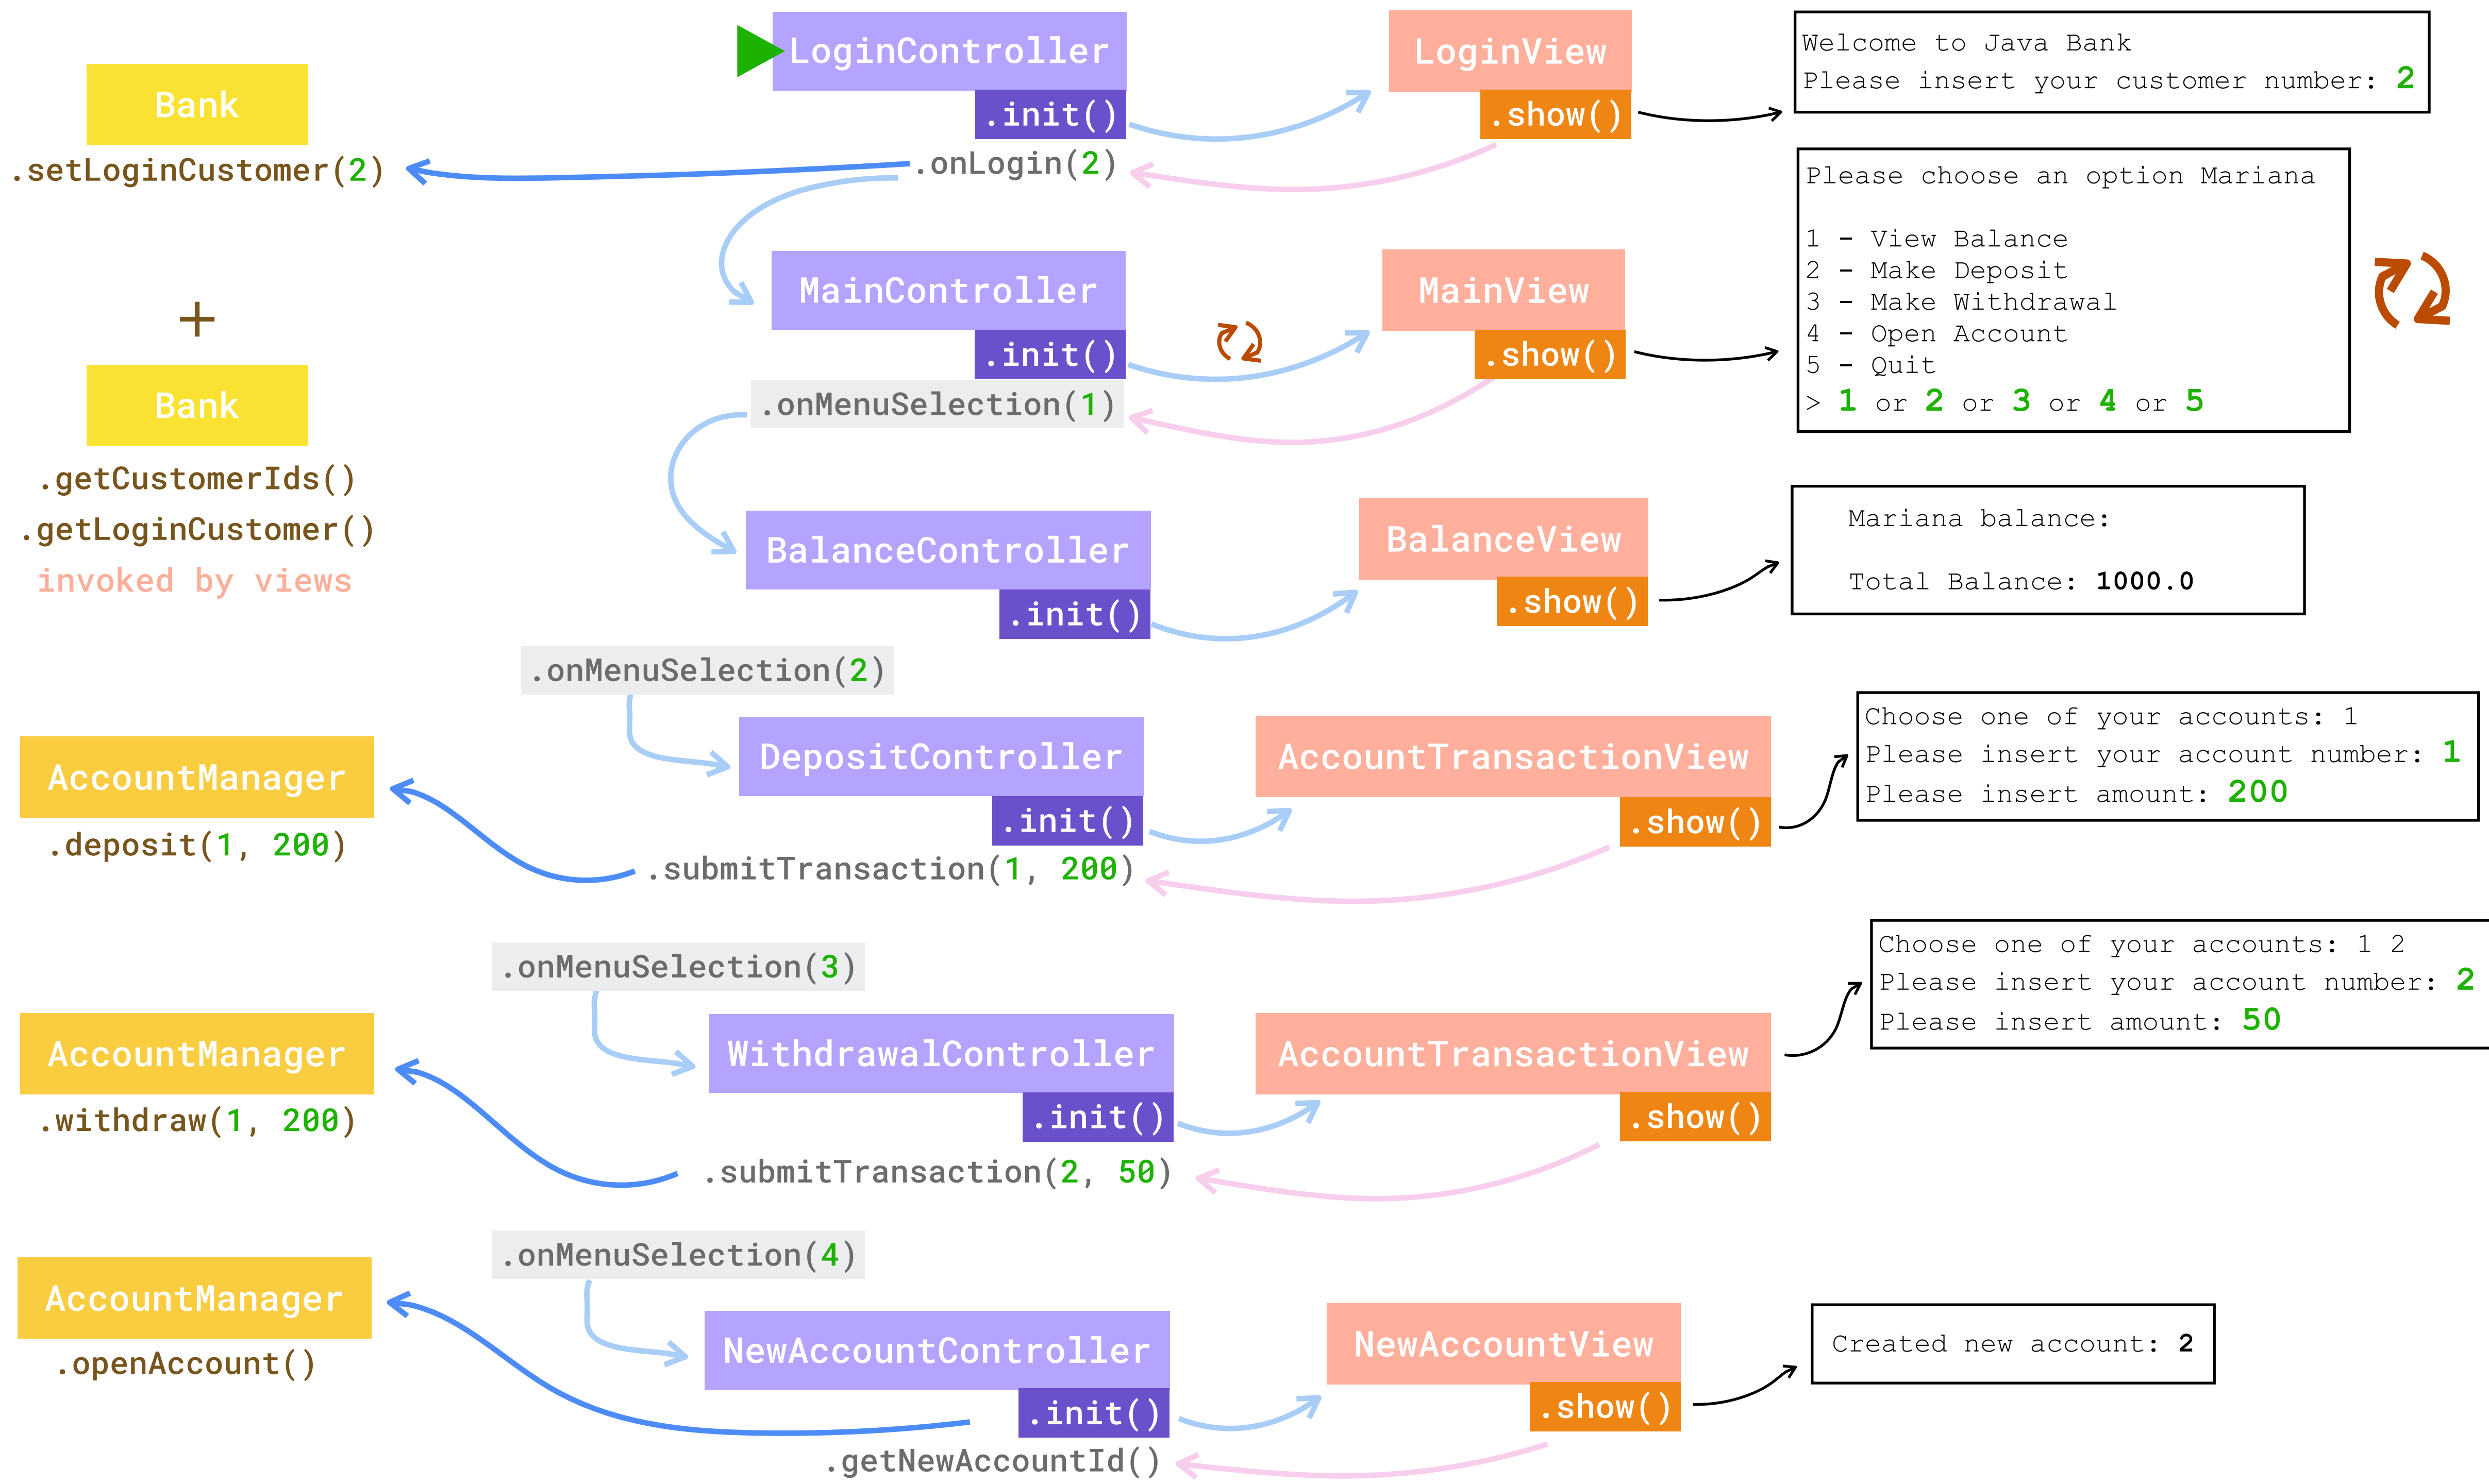 LoginController
.init()
.onLogin(2)
LoginView
.show()
Welcome to Java Bank
Please insert your customer number: 2
Bank
.setLoginCustomer(2)
+
Bank
.getCustomerIds()
.getLoginCustomer()
invoked by views
MainController
.init()
.onMenuSelection(1)
MainView
.show()
Please choose an option Mariana
1 - View Balance
2 - Make Deposit
3 - Make Withdrawal
4 - Open Account
5 - Quit
> 1 or 2 or 3 or 4 or 5
BalanceController
.init()
BalanceView
.show()
Mariana balance:
Total Balance: 1000.0
.onMenuSelection(2)
AccountManager
.deposit(1, 200)
DepositController
.init()
.submitTransaction(1, 200)
AccountTransactionView
.show()
Choose one of your accounts: 1
Please insert your account number: 1
Please insert amount: 200
.onMenuSelection(3)
AccountManager
.withdraw(1, 200)
WithdrawalController
.init()
.submitTransaction(2, 50)
AccountTransactionView
.show()
Choose one of your accounts: 1 2
Please insert your account number: 2
Please insert amount: 50
.onMenuSelection(4)
AccountManager
.openAccount()
NewAccountController
.init()
.getNewAccountId()
NewAccountView
.show()
Created new account: 2